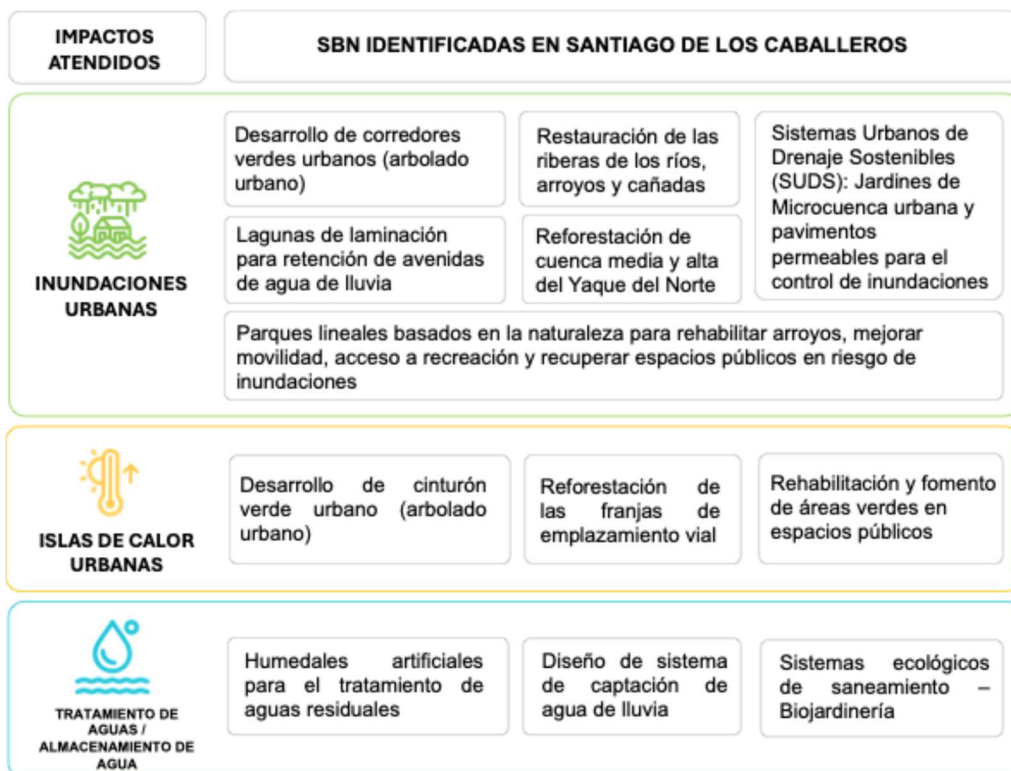 IMPACTOS
ATENDIDOS
SBN IDENTIFICADAS EN SANTIAGO DE LOS CABALLEROS
INUNDACIONES
URBANAS
Desarrollo de corredores
verdes urbanos (arbolado
urbano)
Restauración de las
riberas de los ríos,
arroyos y cañadas
Sistemas Urbanos de
Drenaje Sostenibles
(SUDS): Jardines de
Microcuenca urbana y
pavimentos
permeables para el
control de inundaciones
Lagunas de laminación
para retención de avenidas
de agua de lluvia
Reforestación de
cuenca media y alta
del Yaque del Norte
Parques lineales basados en la naturaleza para rehabilitar arroyos, mejorar
movilidad, acceso a recreación y recuperar espacios públicos en riesgo de
inundaciones
ISLAS DE CALOR
URBANAS
Desarrollo de cinturón
verde urbano (arbolado
urbano)
Reforestación de
las franjas de
emplazamiento vial
Rehabilitación y fomento
de áreas verdes en
espacios públicos
TRATAMIENTO DE
AGUAS /
ALMACENAMIENTO DE
AGUA
Humedales artificiales
para el tratamiento de
aguas residuales
Diseño de sistema
de captación de
agua de lluvia
Sistemas ecológicos
de saneamiento –
Biojardinería